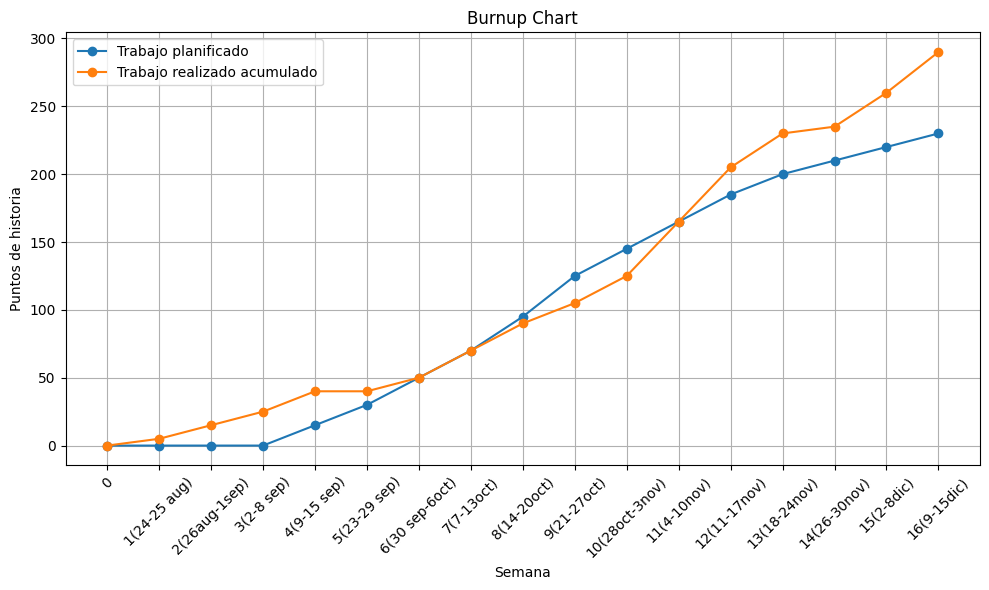 Burnup Chart
Trabajo planificado
Trabajo realizado acumulado
Puntos de historia
300
250
200
150
100
50
0
0
1(24-25 aug)
2(26aug-1sep)
3(2-8 sep)
4(9-15 sep)
5(23-29 sep)
6(30 sep-6oct)
7(7-13oct)
8(14-20oct)
9(21-27oct)
10(28oct-3nov)
11(4-10nov)
12(11-17nov)
13(18-24nov)
14(26-30nov)
15(2-8dic)
16(9-15dic)
Semana